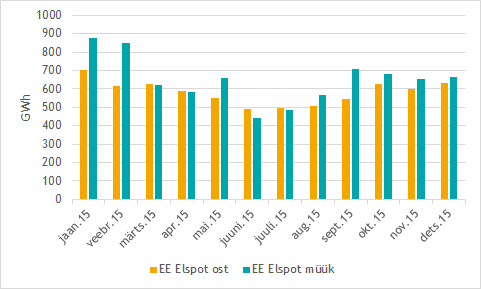 1000
900
800
700
600
500
400
300
200
100
0
GWh
jaan.15
veebr.15
märts.15
apr.15
mai.15
juuni.15
juuli.15
aug.15
sept.15
okt.15
nov.15
dets.15
EE Elspot ost EE Elspot müük